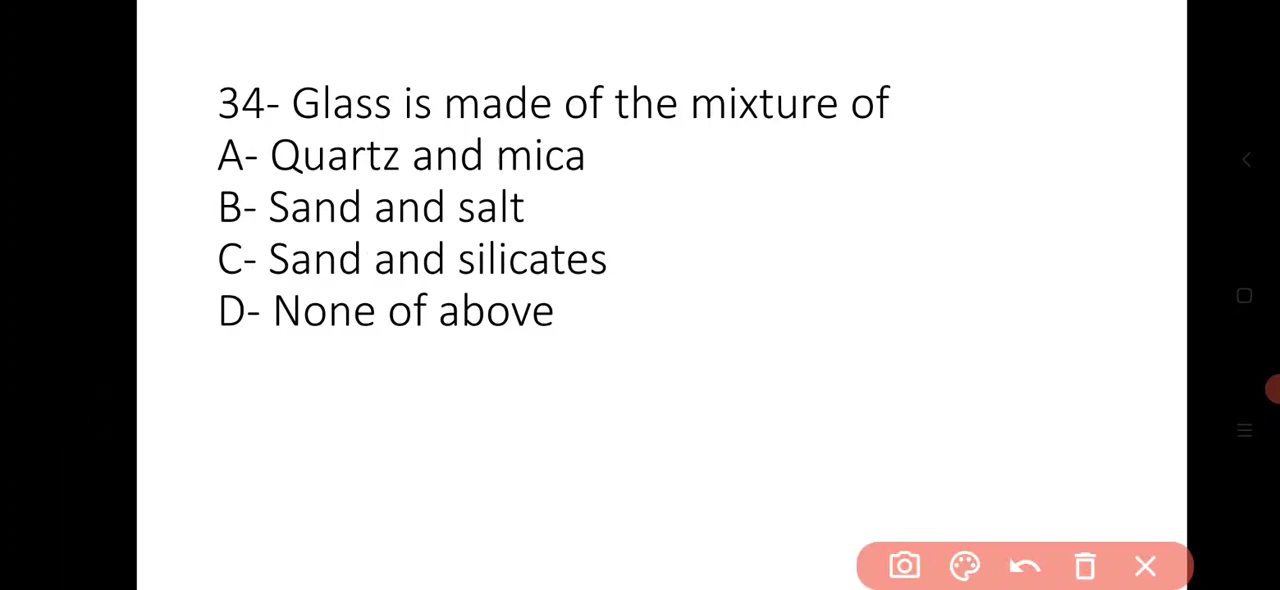 34- Glass is made of the mixture of
A- Quartz and mica
B- Sand and salt
C- Sand and silicates
D- None of above